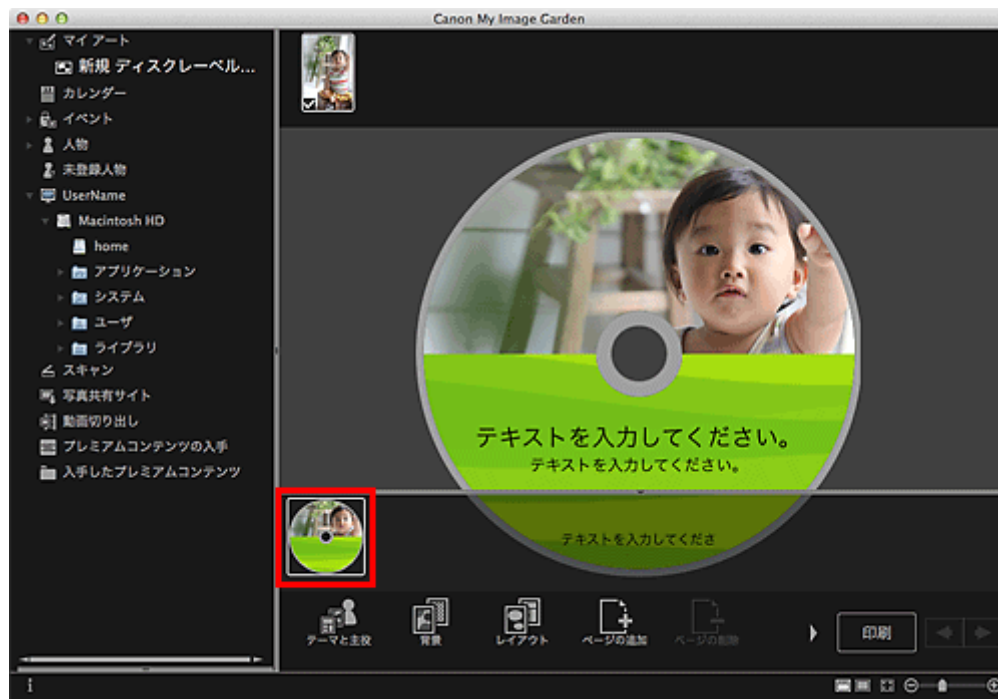 Canon My Image Garden
マイ アート
新規 ディスクレーベル...
カレンダー
イベント
人物
未登録人物
UserName
Macintosh HD
home
アプリケーション
システム
ユーザ
ライブラリ
スキャン
写真共有サイト
動画切り出し
プレミアムコンテンツの入手
入手したプレミアムコンテンツ
テキストを入力してください。
テキストを入力してください。
テキストを入力してくださ
テーマと主役
背景
レイアウト
ページの追加
ページの削除
印刷